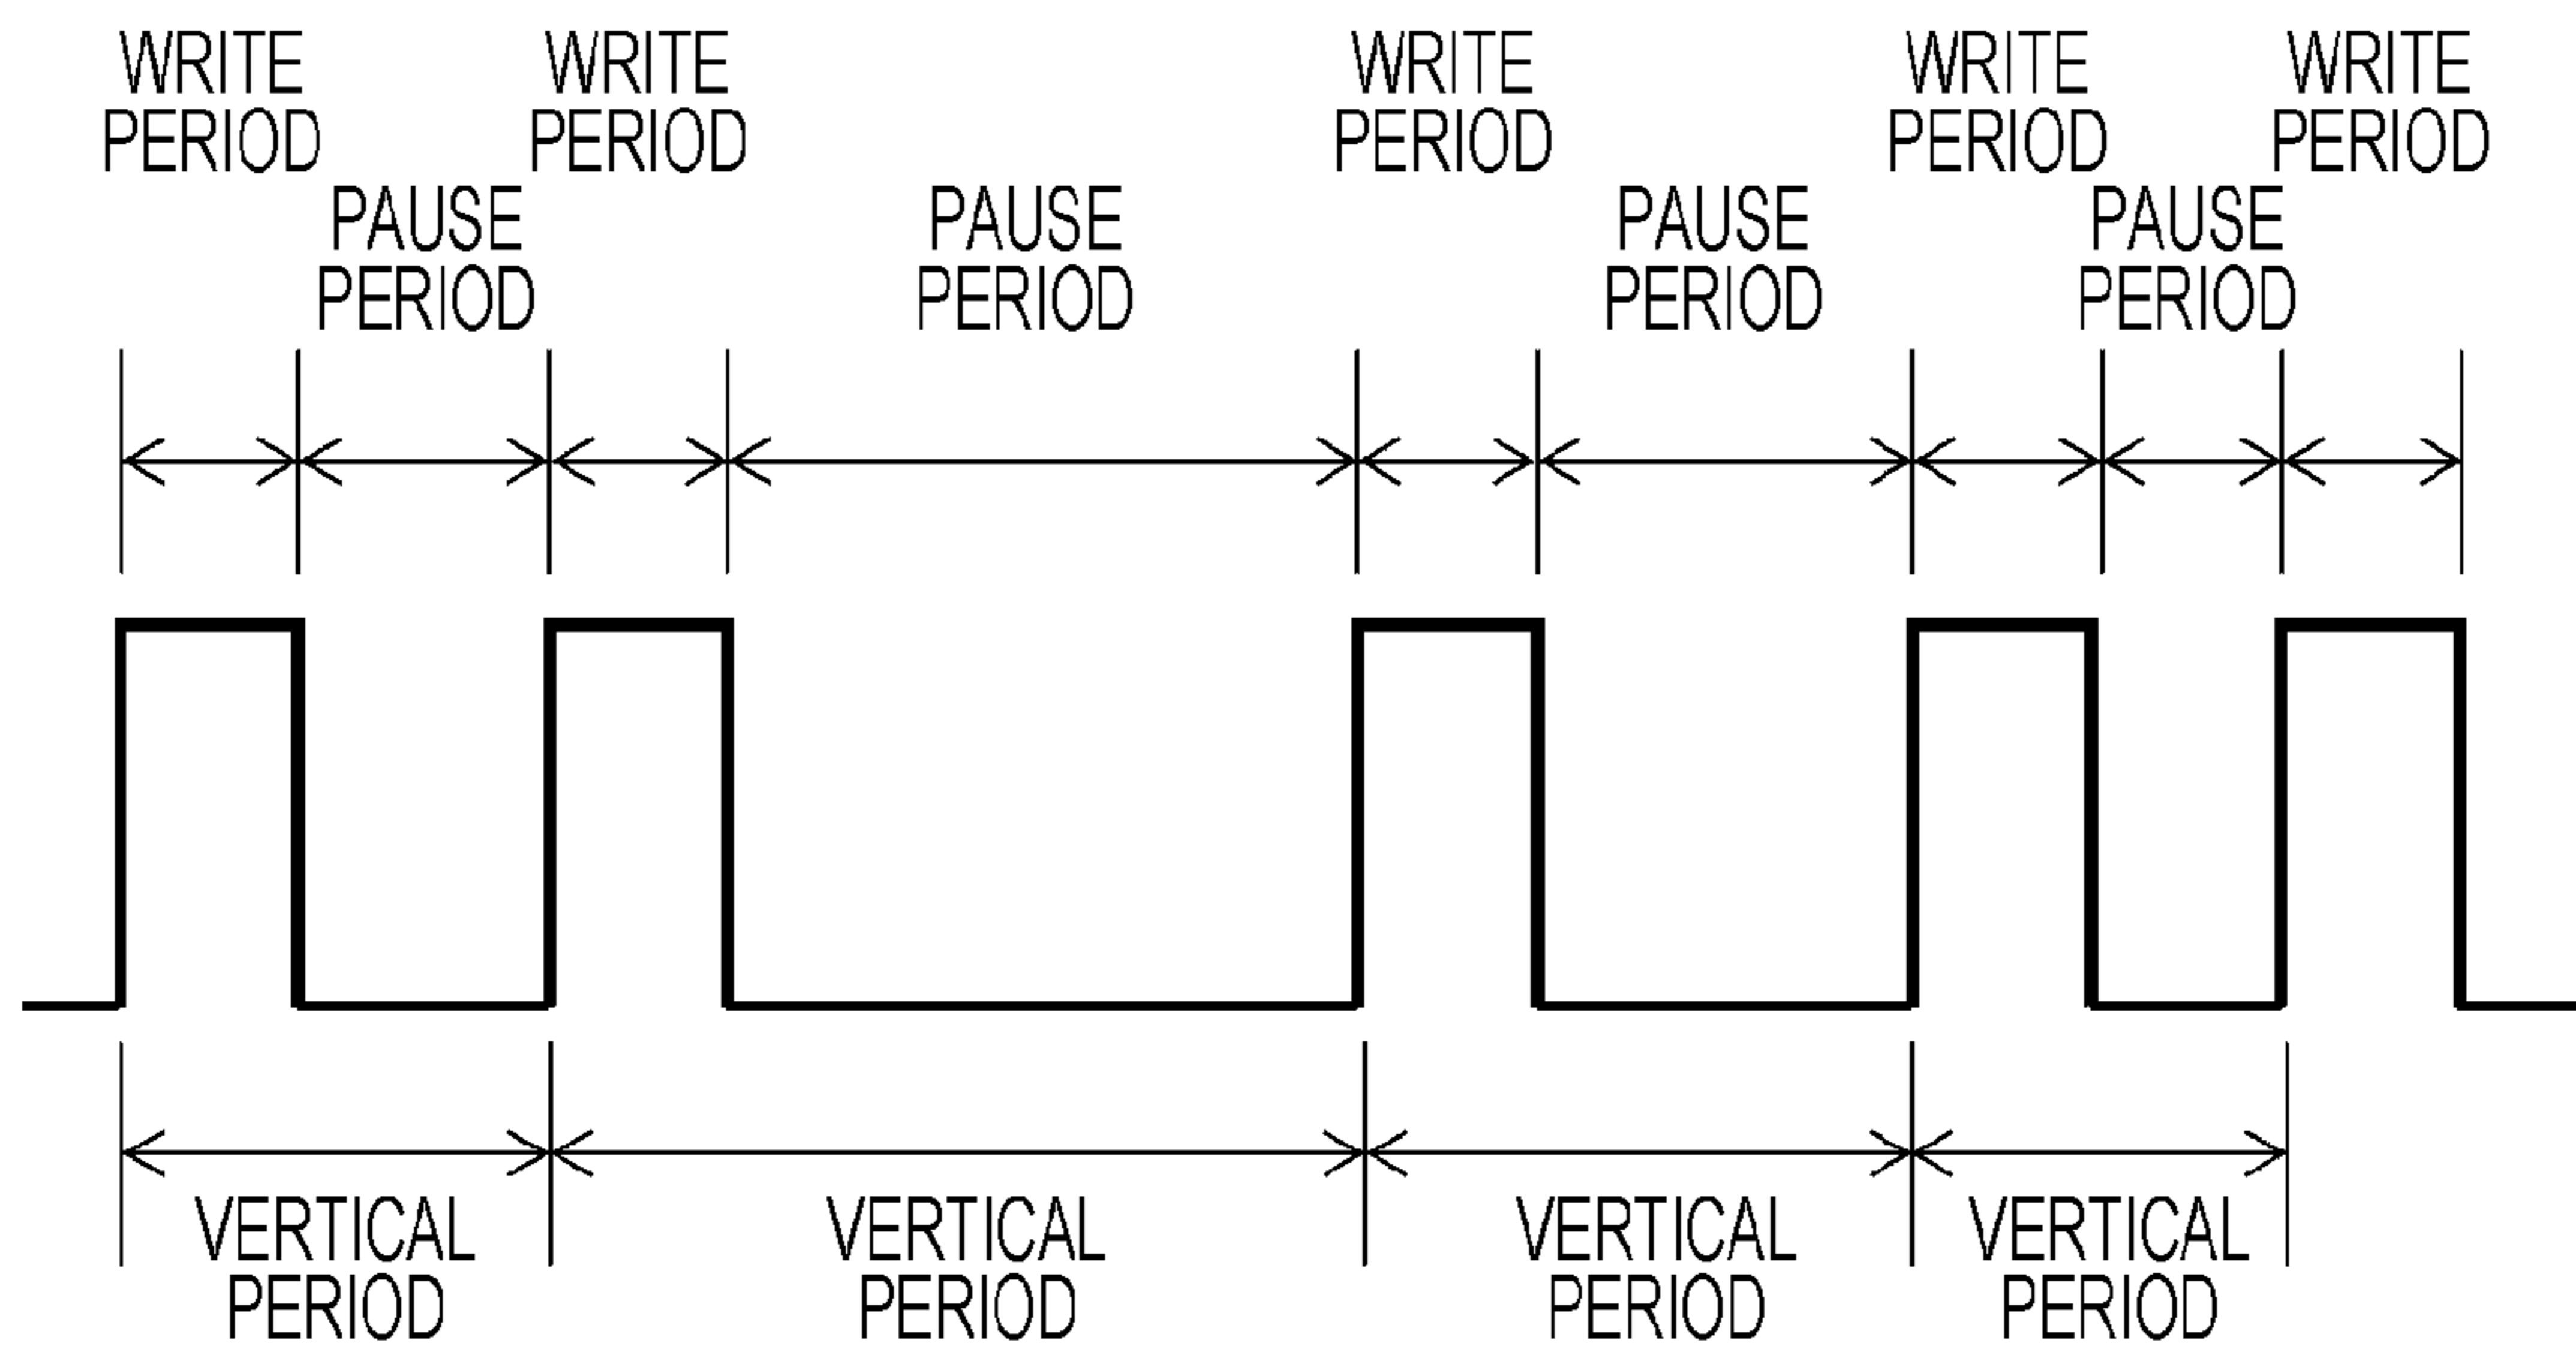 WRITE WRITE WRITE WRITE WRITE
PERIOD PERIOD PERIOD PERIOD PERIOD
PAUSE PAUSE PAUSE PAUSE
PERIOD PERIOD PERIOD PERIOD
VERTICAL VERTICAL VERTICAL VERTICAL
PERIOD PERIOD PERIOD PERIOD